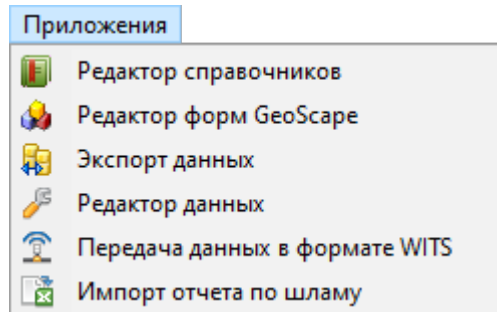 Приложения
Редактор справочников
Редактор форм GeoScape
Экспорт данных
Редактор данных
Передача данных в формате WITS
Импорт отчета по шламу